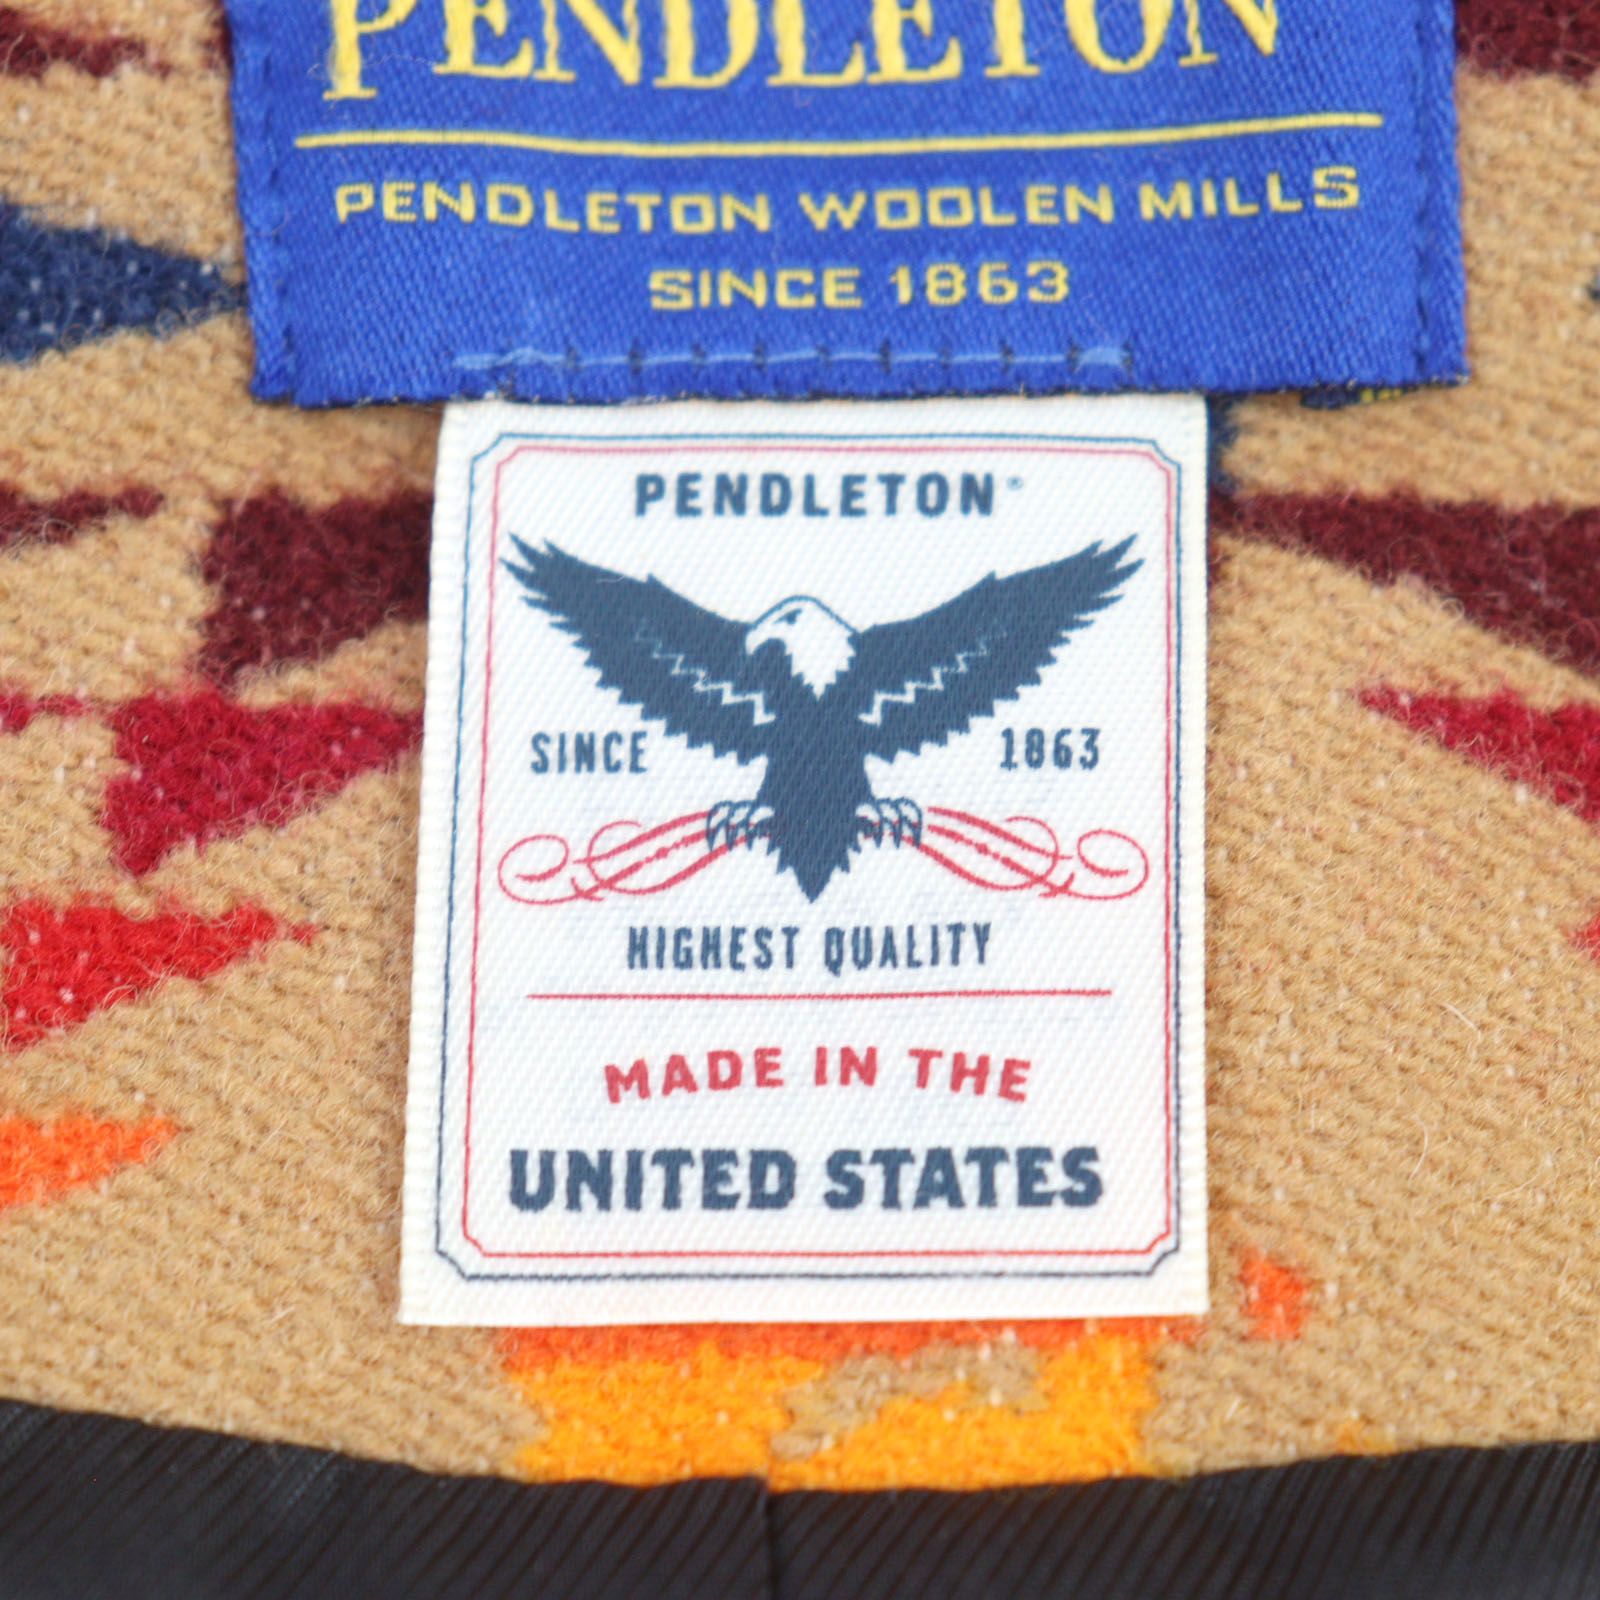 PENDLETON
PENDLETON WOOLEN MILLS
SINCE 1863
PENDLETON®
SINCE 1863
HIGHEST QUALITY
MADE IN THE
UNITED STATES